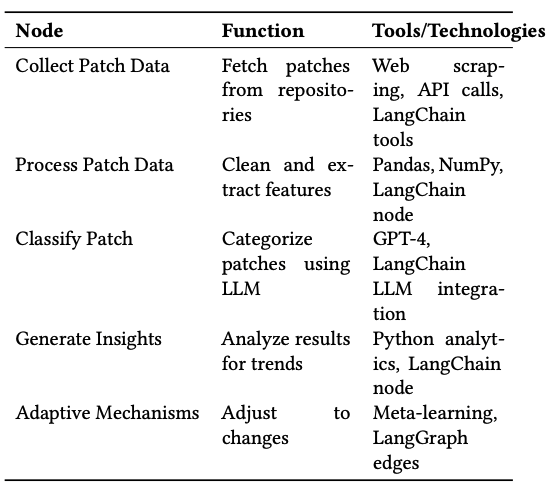 Node Function Tools/Technologies
Collect Patch Data Fetch patches Web scrap-
from reposito- ing, API calls,
ries LangChain
tools
Process Patch Data Clean and ex- Pandas, NumPy,
tract features LangChain
node
Classify Patch Categorize GPT-4,
patches using LangChain
LLM LLM integra-
tion
Generate Insights Analyze results Python analyt-
for trends ics, LangChain
node
Adaptive Mechanisms Adjust to Meta-learning,
changes LangGraph
edges